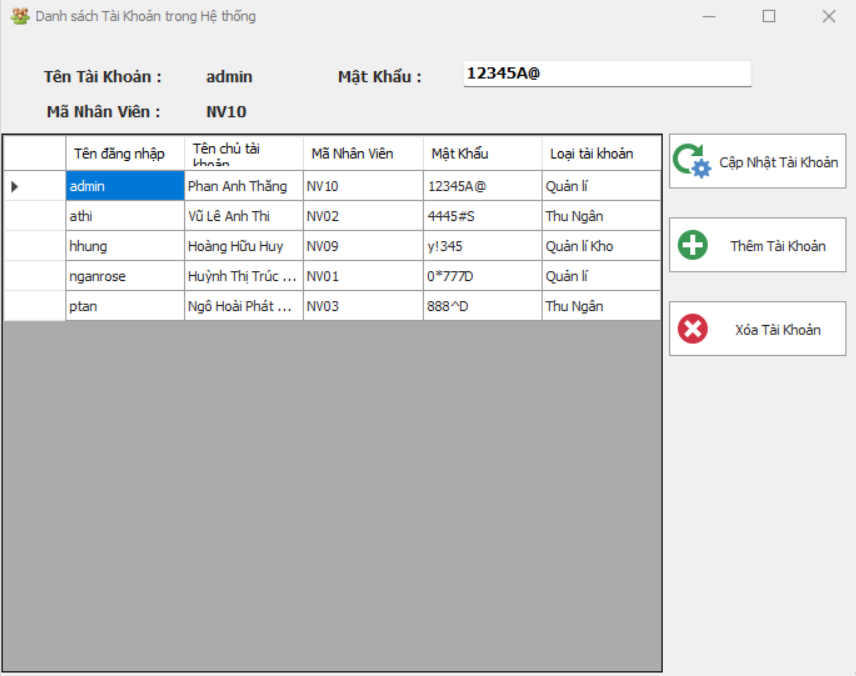 Danh sách Tài Khoản trong Hệ thống
Tên Tài Khoản : admin Mật Khẩu : 12345A@
Mã Nhân Viên : NV10
Tên đăng nhập Tên chủ tài khoản Mã Nhân Viên Mật Khẩu Loại tài khoản
admin Phan Anh Thăng NV10 12345A@ Quản lí
athi Vũ Lê Anh Thi NV02 4445#S Thu Ngân
hhung Hoàng Hữu Huy NV09 y!345 Quản lí Kho
nganrose Huỳnh Thị Trúc ... NV01 0*777D Quản lí
ptan Ngô Hoài Phát ... NV03 888^D Thu Ngân
Cập Nhật Tài Khoản
Thêm Tài Khoản
Xóa Tài Khoản